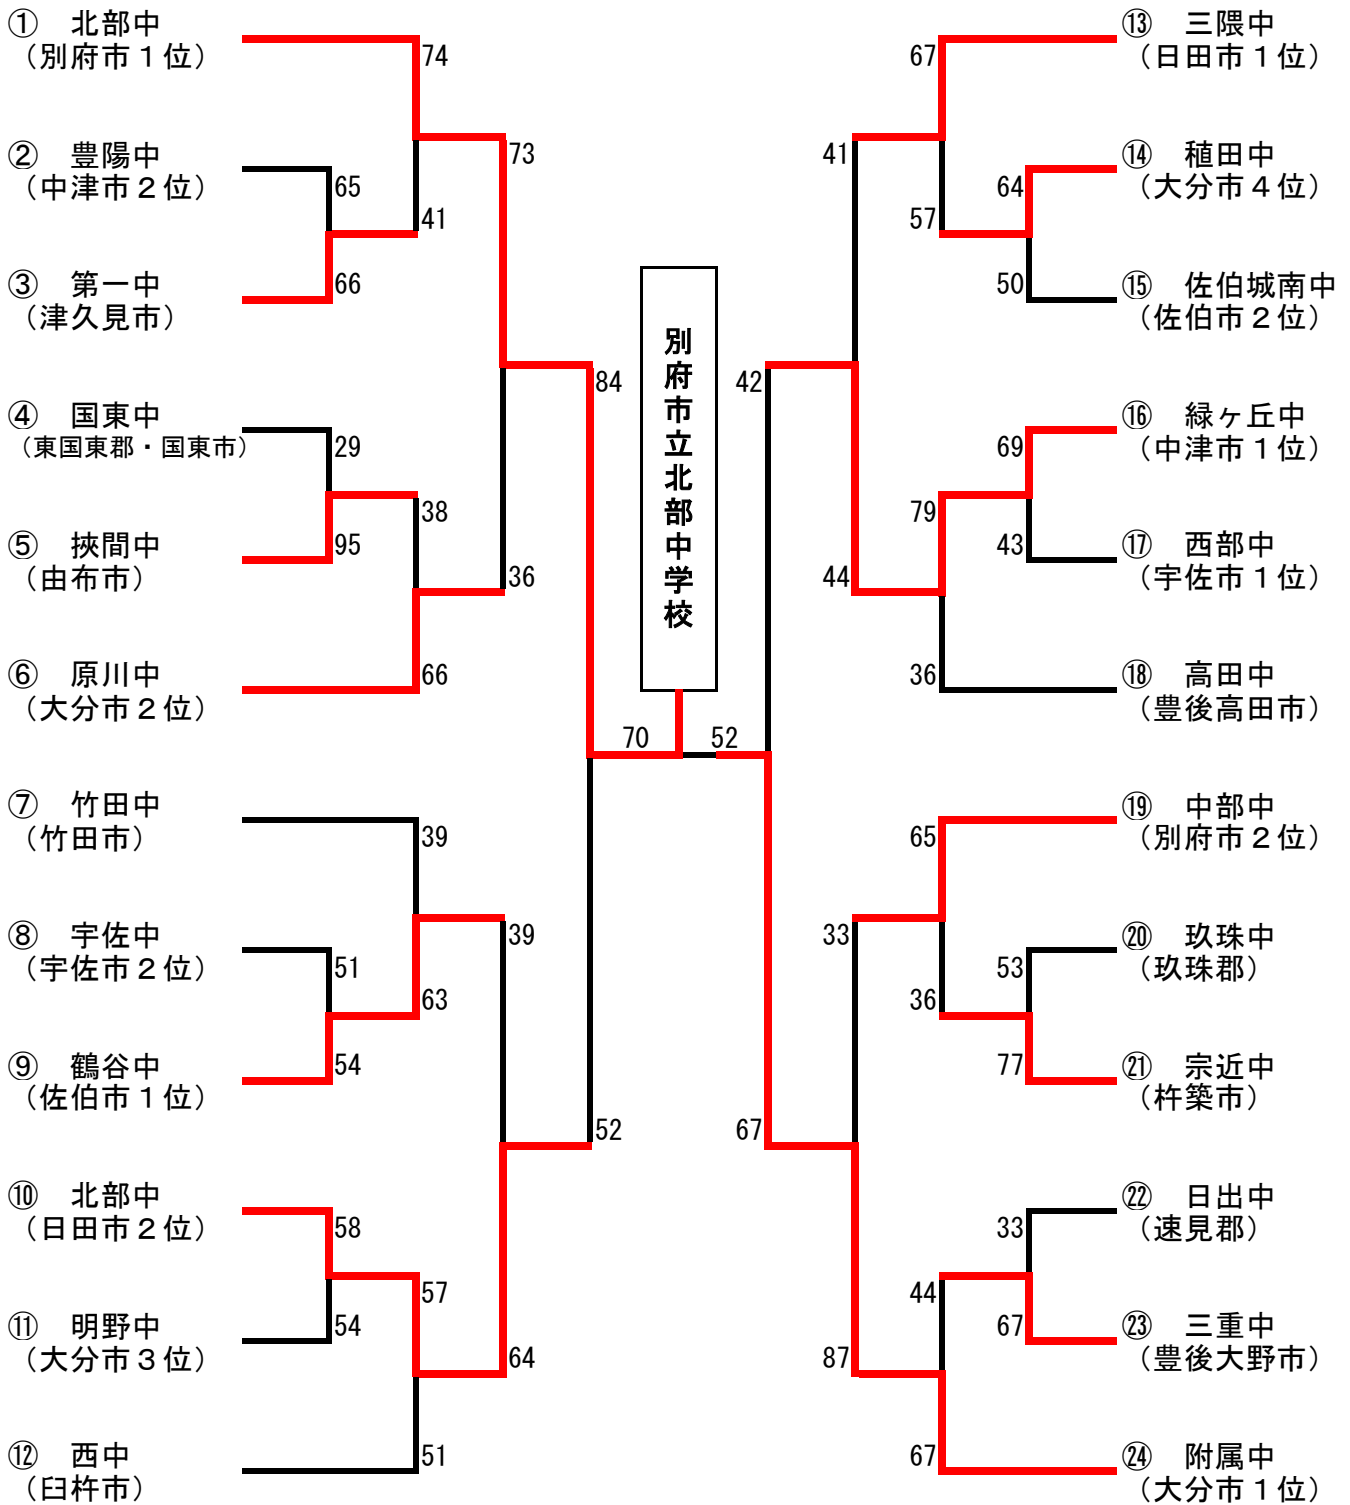 ① 北部中
（別府市１位）
74
② 豊陽中
（中津市２位）
65
73
41
③ 第一中
（津久見市）
66
84
④ 国東中
（東国東郡・国東市）
29
38
⑤ 挾間中
（由布市）
95
36
⑥ 原川中
（大分市２位）
66
70
⑦ 竹田中
（竹田市）
39
⑧ 宇佐中
（宇佐市２位）
51
39
63
⑨ 鶴谷中
（佐伯市１位）
54
52
⑩ 北部中
（日田市２位）
58
57
⑪ 明野中
（大分市３位）
54
64
⑫ 西中
（臼杵市）
51
別府市立北部中学校
52
67
⑬ 三隈中
（日田市１位）
41
64
⑭ 稙田中
（大分市４位）
57
50
⑮ 佐伯城南中
（佐伯市２位）
42
69
⑯ 緑ヶ丘中
（中津市１位）
79
43
⑰ 西部中
（宇佐市１位）
44
36
⑱ 高田中
（豊後高田市）
65
⑲ 中部中
（別府市２位）
33
53
⑳ 玖珠中
（玖珠郡）
36
77
㉑ 宗近中
（杵築市）
67
33
㉒ 日出中
（速見郡）
44
67
㉓ 三重中
（豊後大野市）
87
67
㉔ 附属中
（大分市１位）